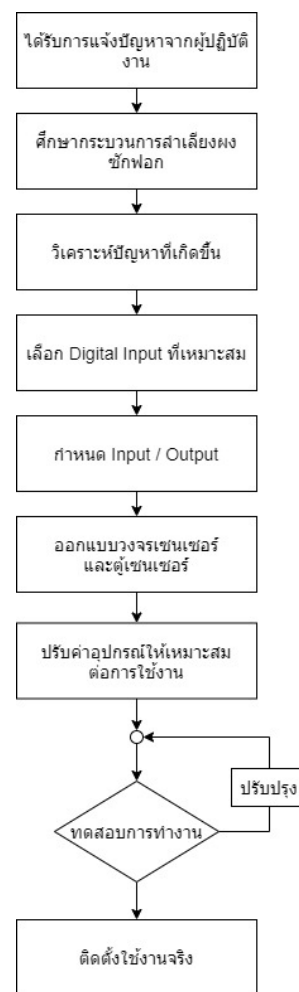 ได้รับการแจ้งปัญหาจากผู้ปฏิบัติ
งาน
ศึกษากระบวนการลำเลียงผง
ซักฟอก
วิเคราะห์ปัญหาที่เกิดขึ้น
เลือก Digital Input ที่เหมาะสม
กำหนด Input / Output
ออกแบบวงจรเซนเซอร์
และตู้เซนเซอร์
ปรับค่าอุปกรณ์ให้เหมาะสม
ต่อการใช้งาน
ปรับปรุง
ทดสอบการทำงาน
ติดตั้งใช้งานจริง